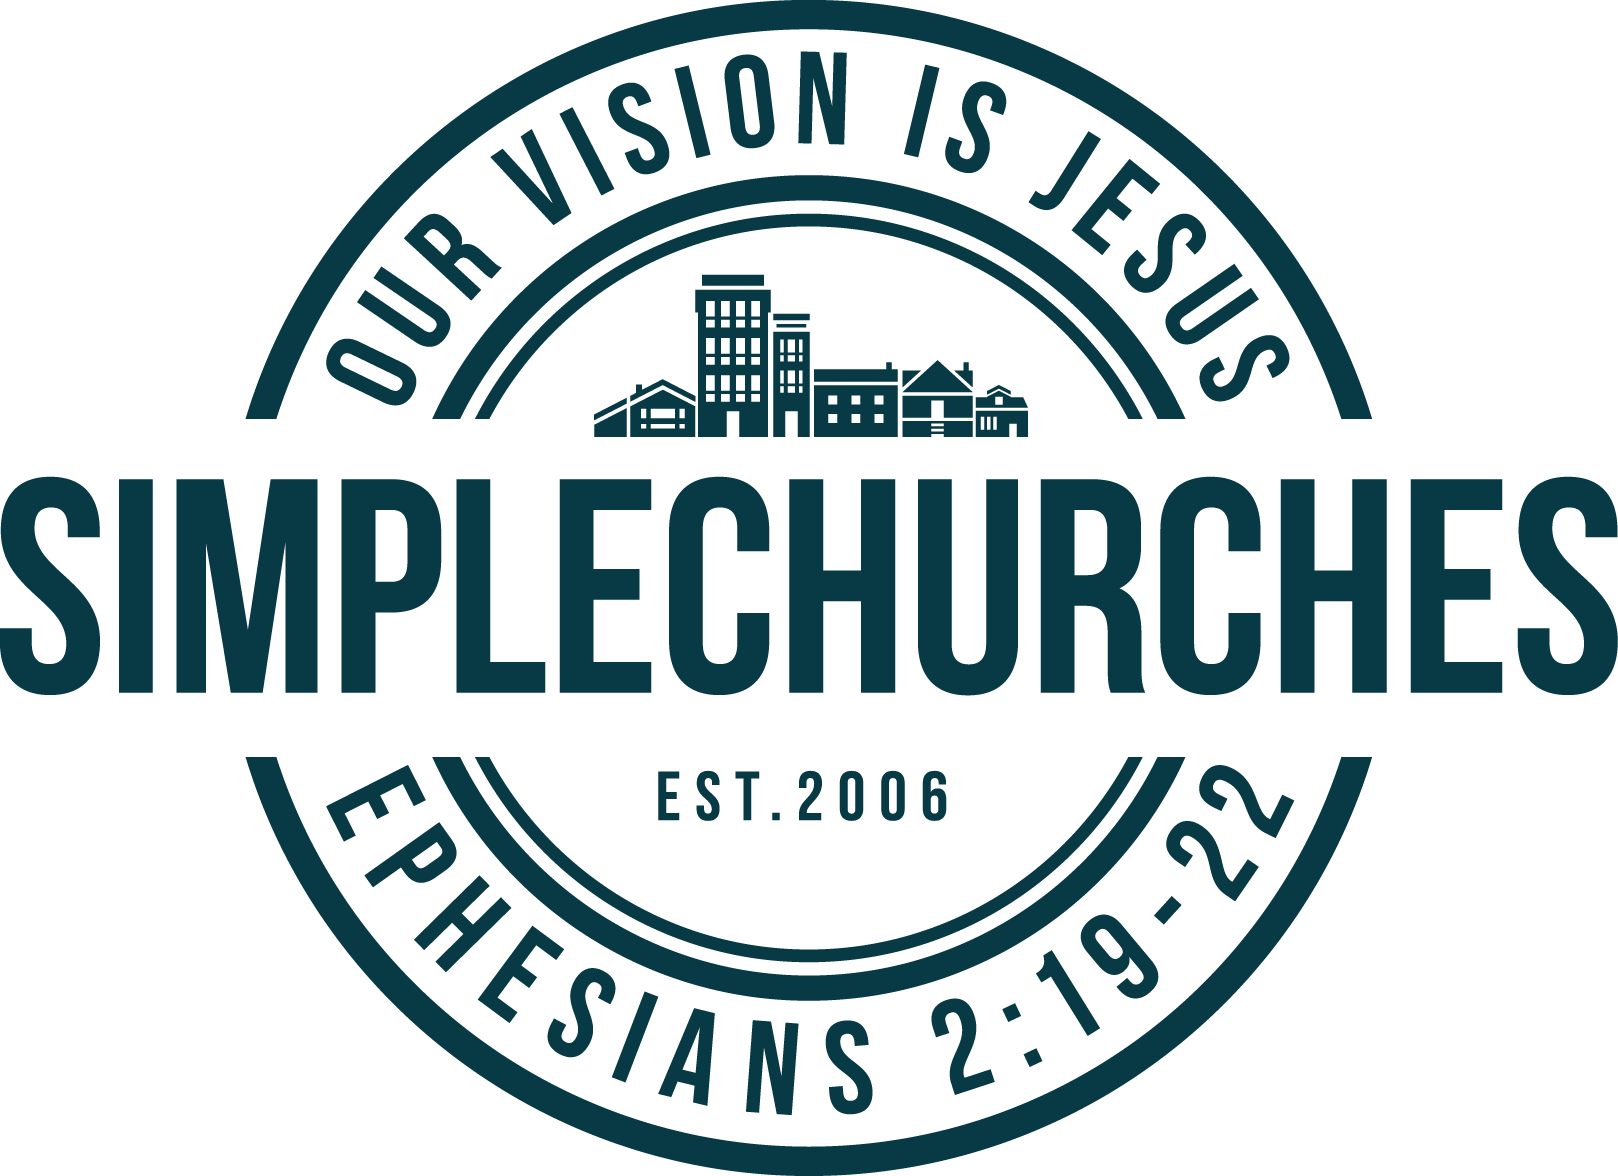 OUR VISION IS JESUS
SIMPLECHURCHES
EST.2006
EPHESIANS 2:19-22